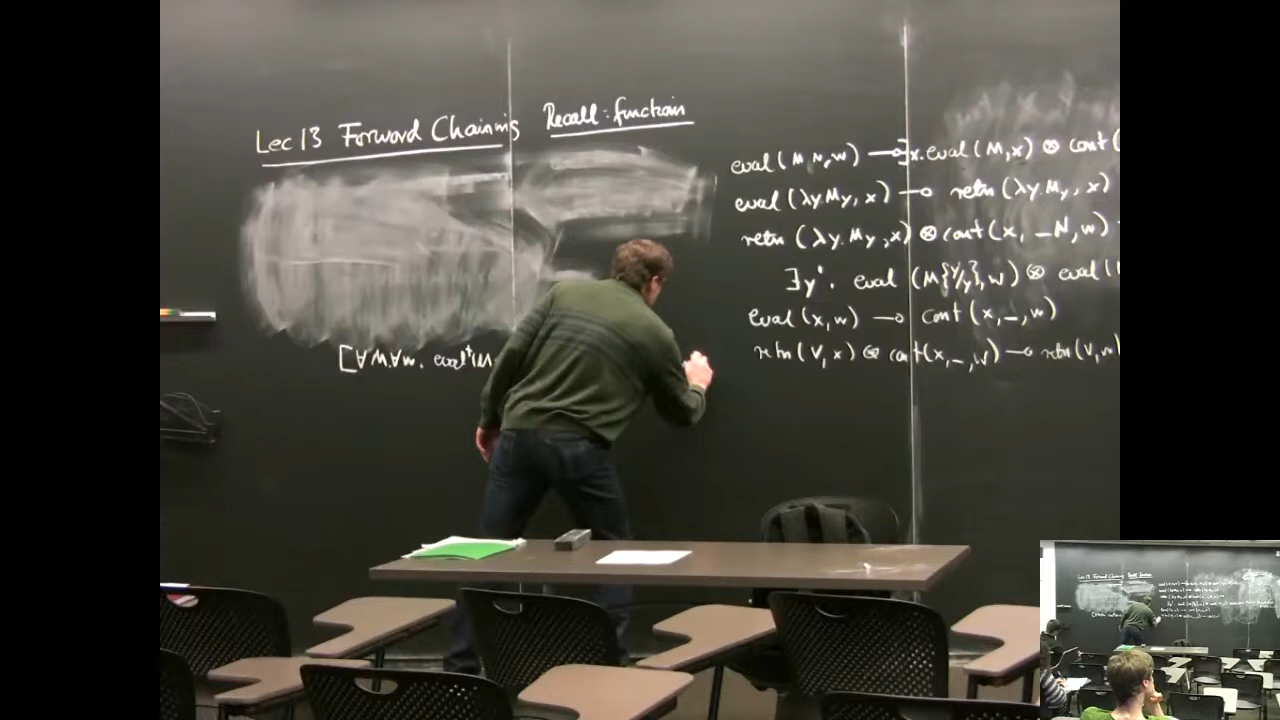 Lec 13 Forward Chaining
Recall: function
eval (M N, w) ⊸ ∃x. eval (M, x) ⊗ cont (
eval (λy.My, x) ⊸ retn (λy.My, x)
retn (λy.My, x) ⊗ cont (x, _ N, w)
∃y'. eval (M{y'/y}, w) ⊗ eval (
eval (x, w) ⊸ cont (x, _, w)
retn (V, x) ⊗ cont (x, _, w) ⊸ retn (V, w)
[∀M.∀w. eval⁺(M